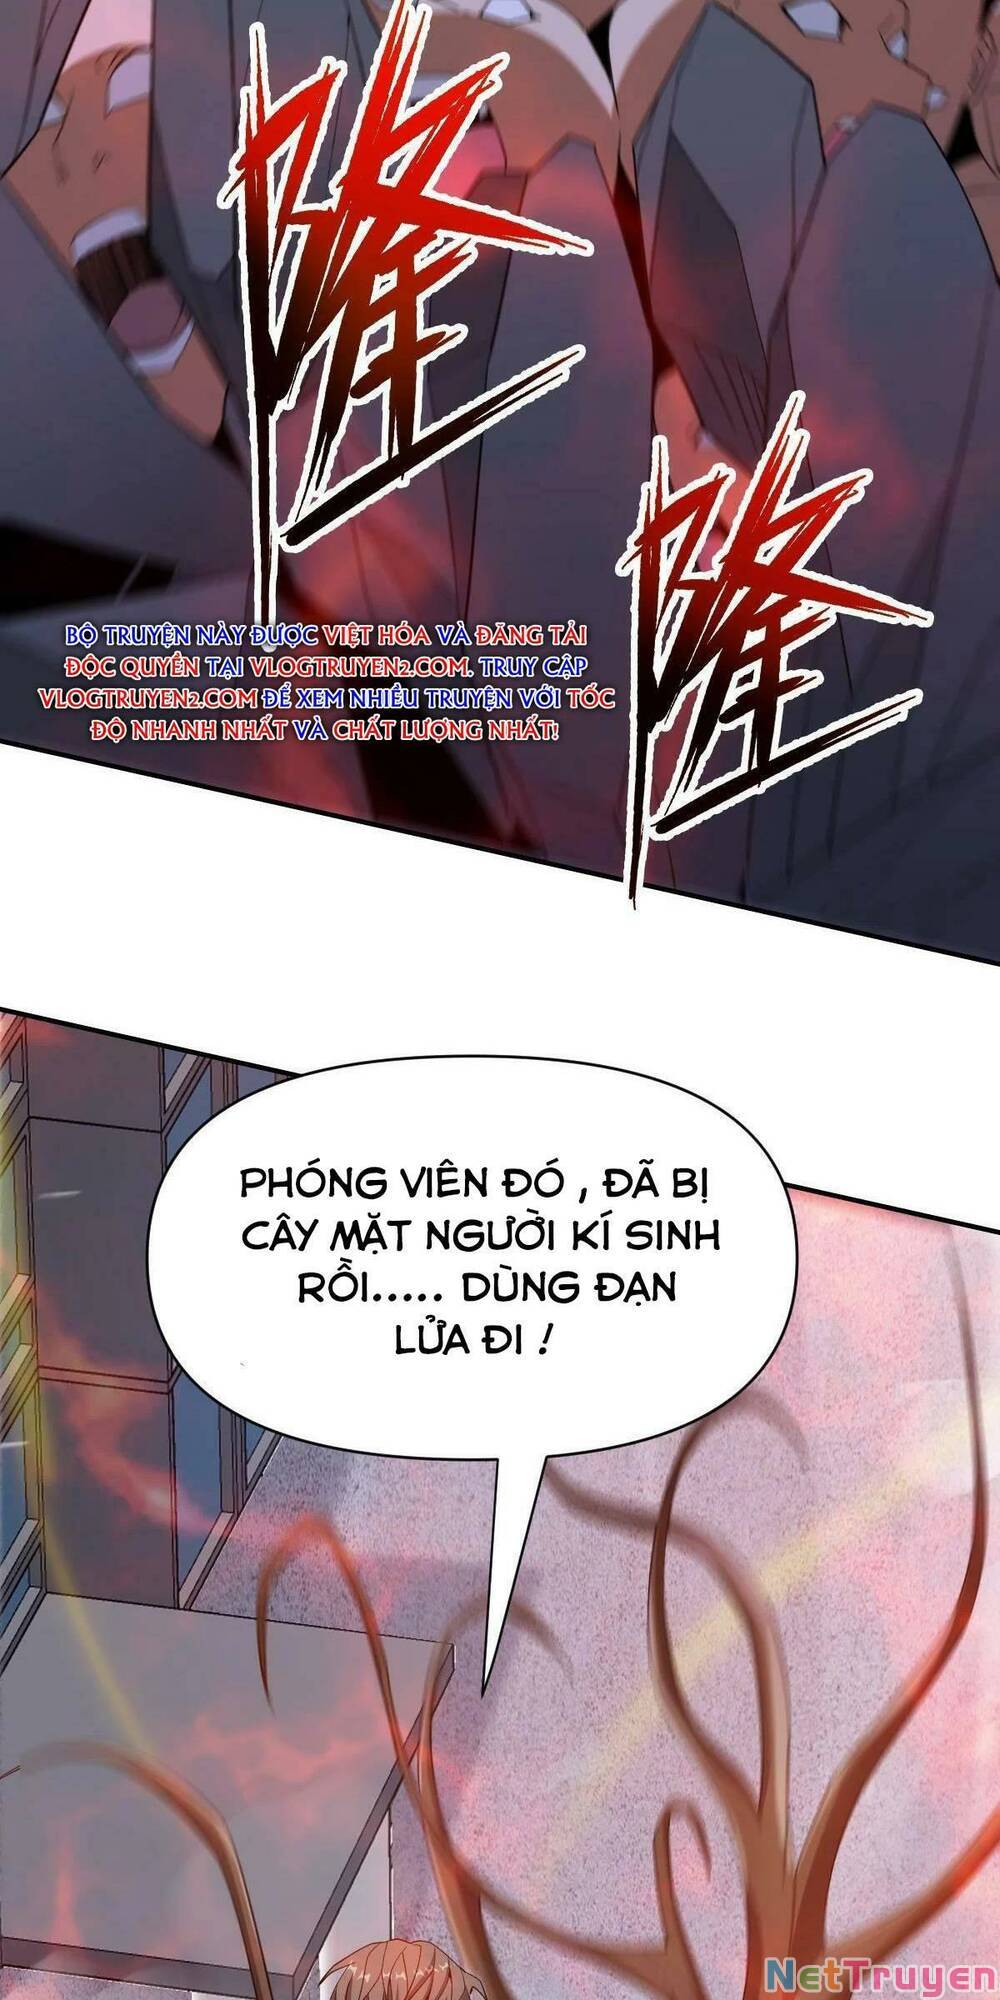 隆
隆
BỘ TRUYỆN NÀY ĐƯỢC VIỆT HÓA VÀ ĐĂNG TẢI
ĐỘC QUYỀN TẠI VLOGTRUYEN2.COM. TRUY CẬP
VLOGTRUYEN2.COM ĐỂ XEM NHIỀU TRUYỆN VỚI TỐC
ĐỘ NHANH NHẤT VÀ CHẤT LƯỢNG NHẤT!
PHÓNG VIÊN ĐÓ , ĐÃ BỊ
CÂY MẶT NGƯỜI KÍ SINH
RỒI..... DÙNG ĐẠN
LỬA ĐI !
NetTruyen